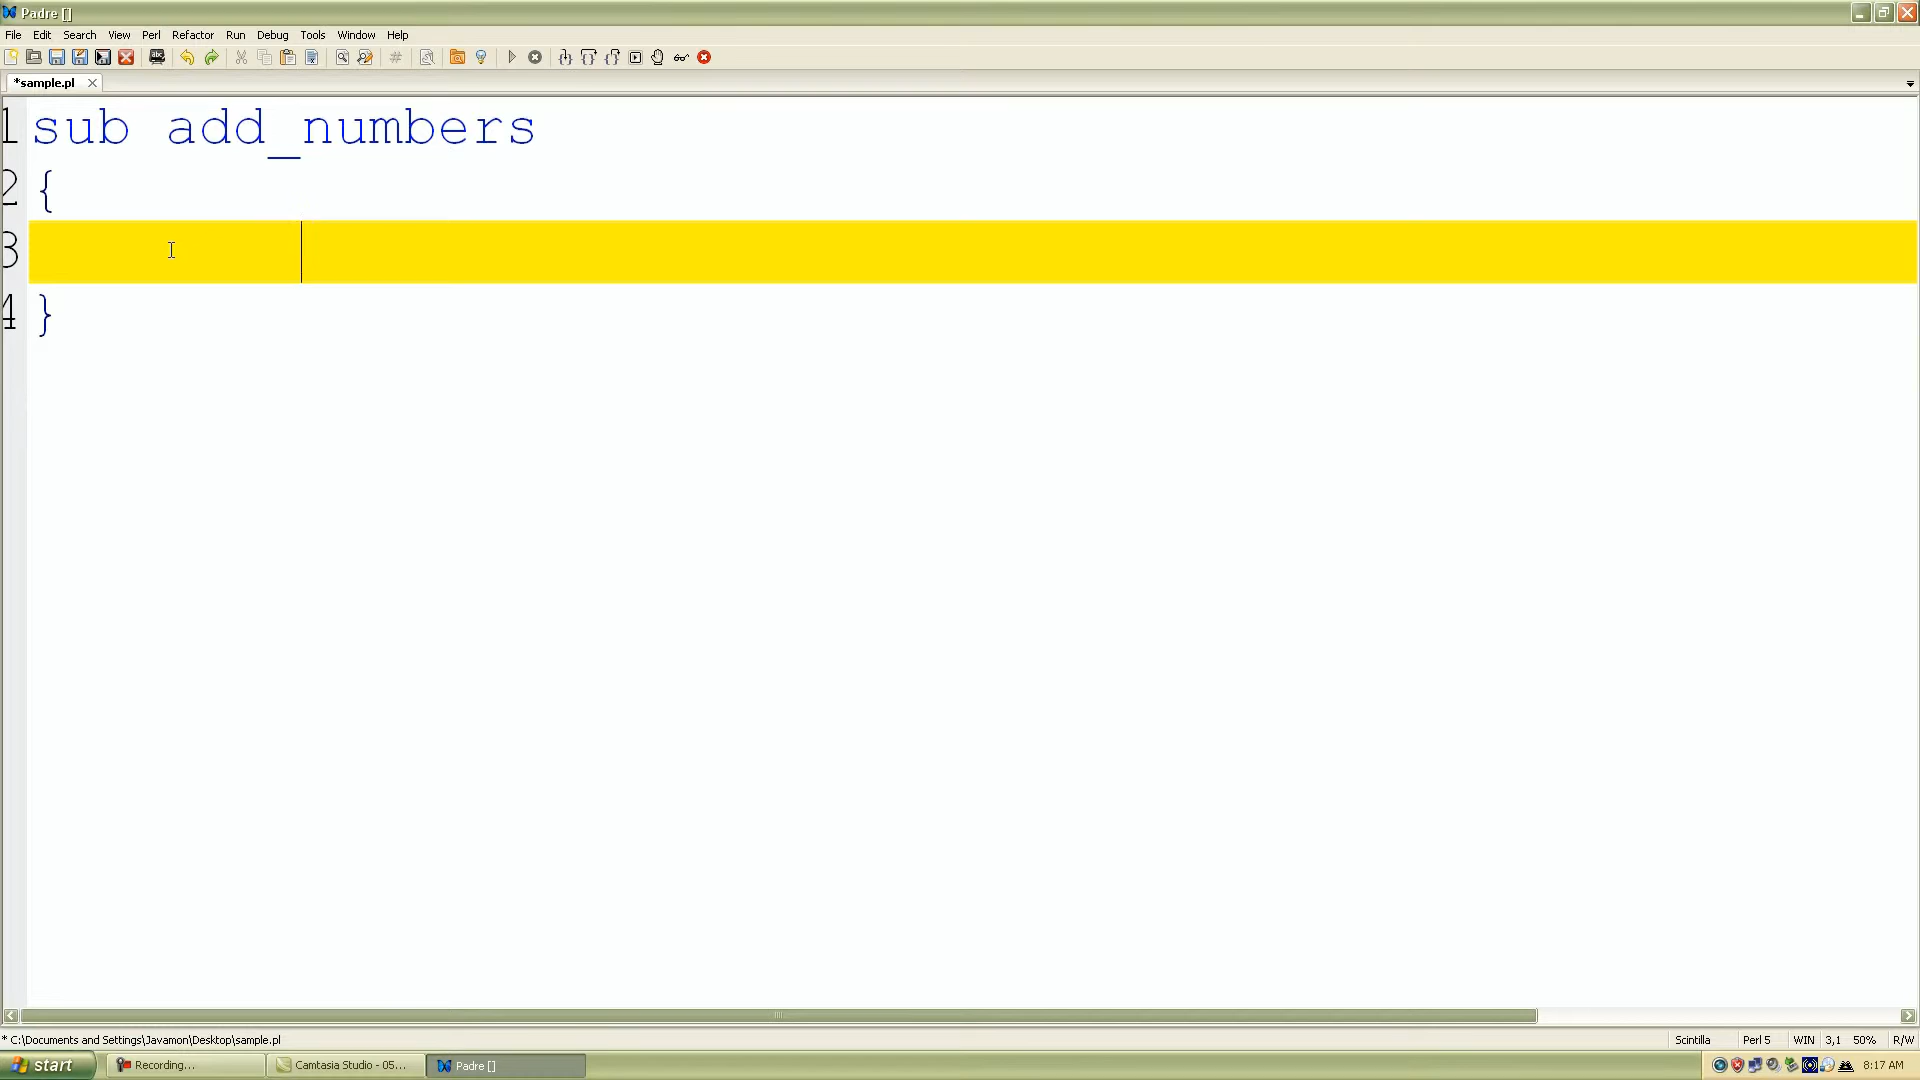 Padre []
File Edit Search View Perl Refactor Run Debug Tools Window Help
*sample.pl
1 sub add_numbers
2 {
3
4 }
* C:\Documents and Settings\Javamon\Desktop\sample.pl Scintilla Perl 5 WIN 3,1 50% R/W
start Recording... Camtasia Studio - 05... Padre [] 8:17 AM